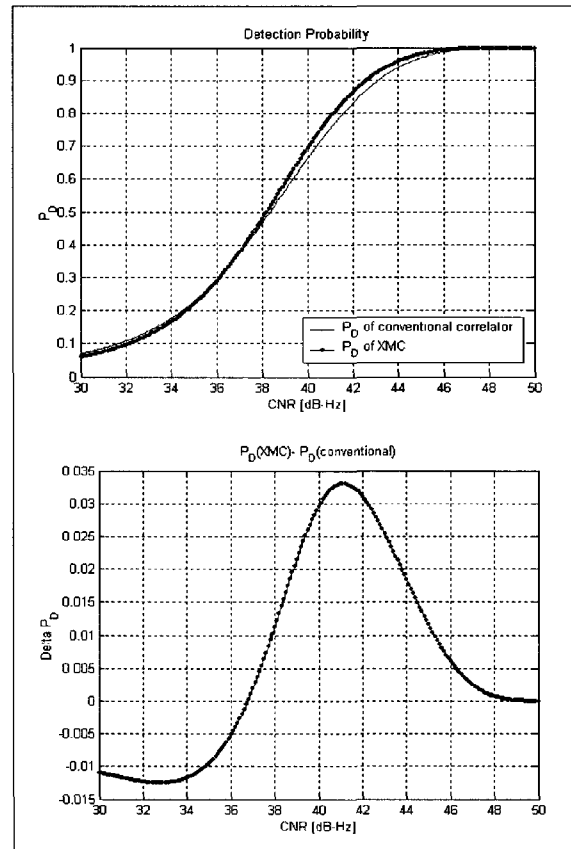 Detection Probability
1
0.9
0.8
0.7
0.6
0.5
0.4
0.3
0.2
0.1
0
P_D
30 32 34 36 38 40 42 44 46 48 50
CNR [dB-Hz]
P_D of conventional correlator
P_D of XMC
P_D(XMC)- P_D(conventional)
0.035
0.03
0.025
0.02
0.015
0.01
0.005
0
-0.005
-0.01
-0.015
Delta P_D
30 32 34 36 38 40 42 44 46 48 50
CNR [dB-Hz]